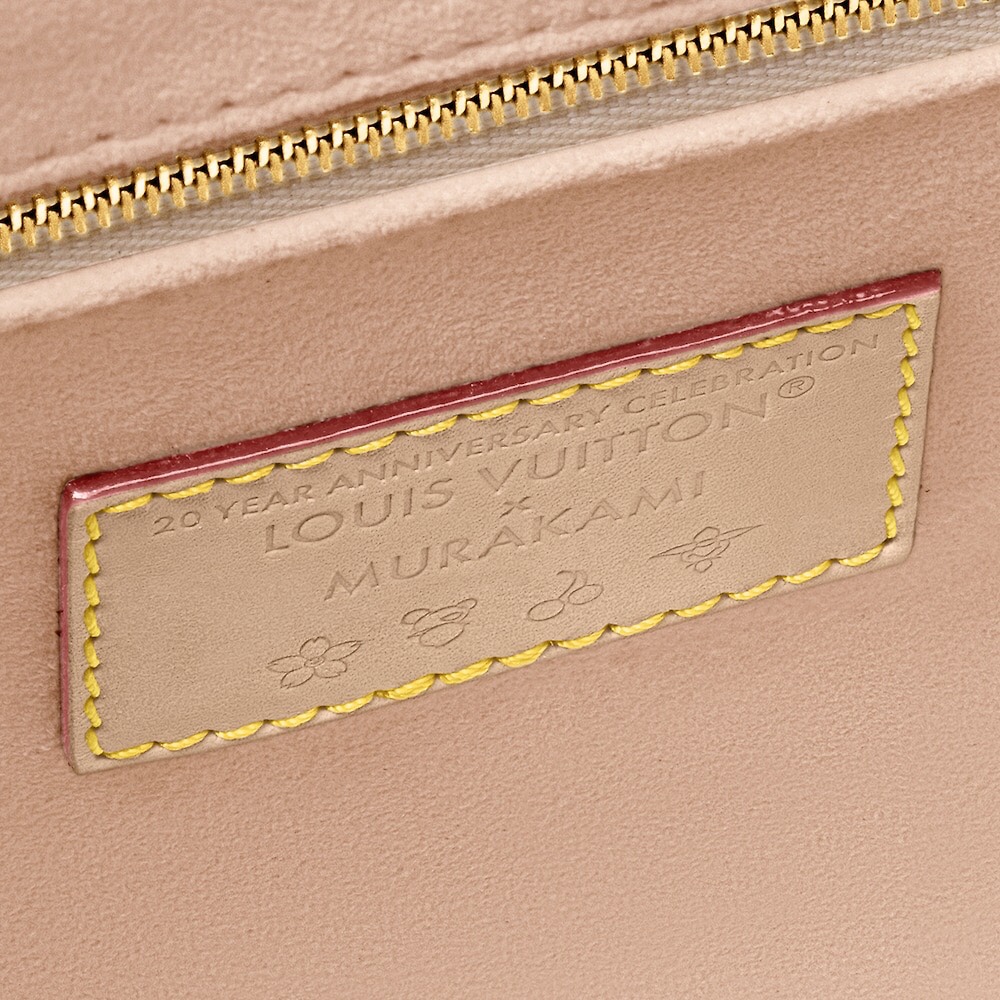 20 YEAR ANNIVERSARY CELEBRATION
LOUIS VUITTON®
×
MURAKAMI